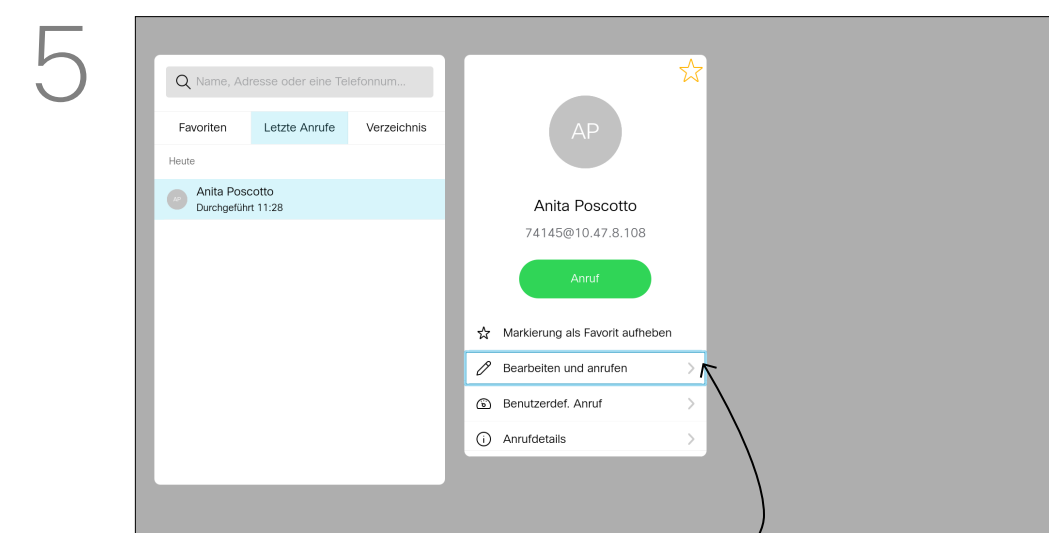 5
Name, Adresse oder eine Telefonnum...
Favoriten Letzte Anrufe Verzeichnis
Heute
AP
Anita Poscotto
Durchgeführt 11:28
AP
Anita Poscotto
74145@10.47.8.108
Anruf
Markierung als Favorit aufheben
Bearbeiten und anrufen
Benutzerdef. Anruf
Anrufdetails